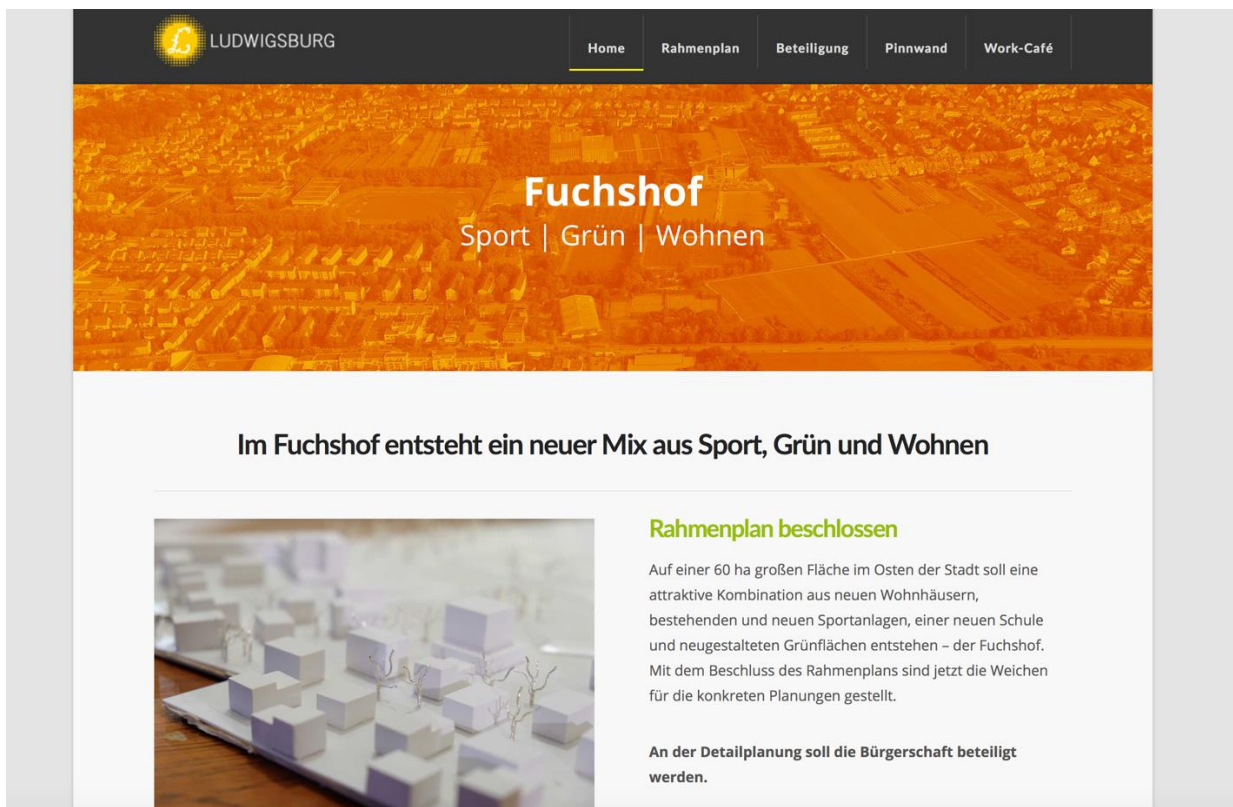 LUDWIGSBURG
Home Rahmenplan Beteiligung Pinnwand Work-Café
Fuchshof
Sport | Grün | Wohnen
Im Fuchshof entsteht ein neuer Mix aus Sport, Grün und Wohnen
Rahmenplan beschlossen
Auf einer 60 ha großen Fläche im Osten der Stadt soll eine
attraktive Kombination aus neuen Wohnhäusern,
bestehenden und neuen Sportanlagen, einer neuen Schule
und neugestalteten Grünflächen entstehen – der Fuchshof.
Mit dem Beschluss des Rahmenplans sind jetzt die Weichen
für die konkreten Planungen gestellt.
An der Detailplanung soll die Bürgerschaft beteiligt
werden.